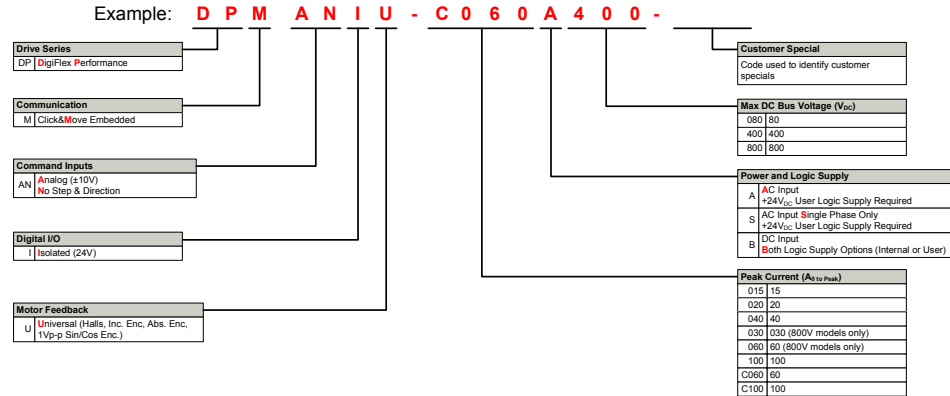 Example: D P M A N I U - C 0 6 0 A 4 0 0 -
Drive Series
DP DigiFlex Performance
Communication
M Click&Move Embedded
Command Inputs
AN Analog (±10V)
No Step & Direction
Digital I/O
I Isolated (24V)
Motor Feedback
U Universal (Halls, Inc. Enc, Abs. Enc,
1Vp-p Sin/Cos Enc.)
Customer Special
Code used to identify customer
specials
Max DC Bus Voltage (VDC)
080 80
400 400
800 800
Power and Logic Supply
A AC Input
+24VDC User Logic Supply Required
S AC Input Single Phase Only
+24VDC User Logic Supply Required
B DC Input
Both Logic Supply Options (Internal or User)
Peak Current (A0 to Peak)
015 15
020 20
040 40
030 030 (800V models only)
060 60 (800V models only)
100 100
C060 60
C100 100